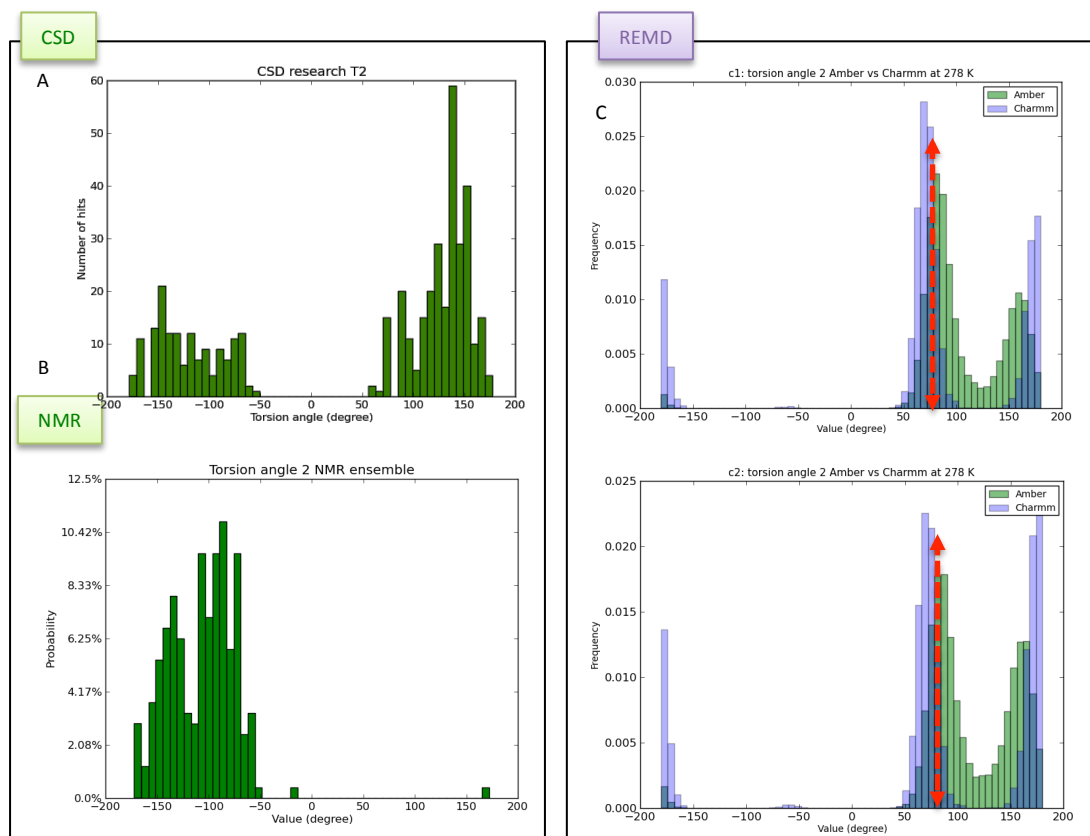 CSD
REMD
A
CSD research T2
60
50
40
30
20
10
0
Number of hits
−200 −150 −100 −50 0 50 100 150 200
Torsion angle (degree)
B
NMR
Torsion angle 2 NMR ensemble
12.5%
10.42%
8.33%
6.25%
4.17%
2.08%
0.0%
Probability
−200 −150 −100 −50 0 50 100 150 200
Value (degree)
C
c1: torsion angle 2 Amber vs Charmm at 278 K
Amber
Charmm
0.030
0.025
0.020
0.015
0.010
0.005
0.000
Frequency
−200 −150 −100 −50 0 50 100 150 200
Value (degree)
c2: torsion angle 2 Amber vs Charmm at 278 K
Amber
Charmm
0.025
0.020
0.015
0.010
0.005
0.000
Frequency
−200 −150 −100 −50 0 50 100 150 200
Value (degree)